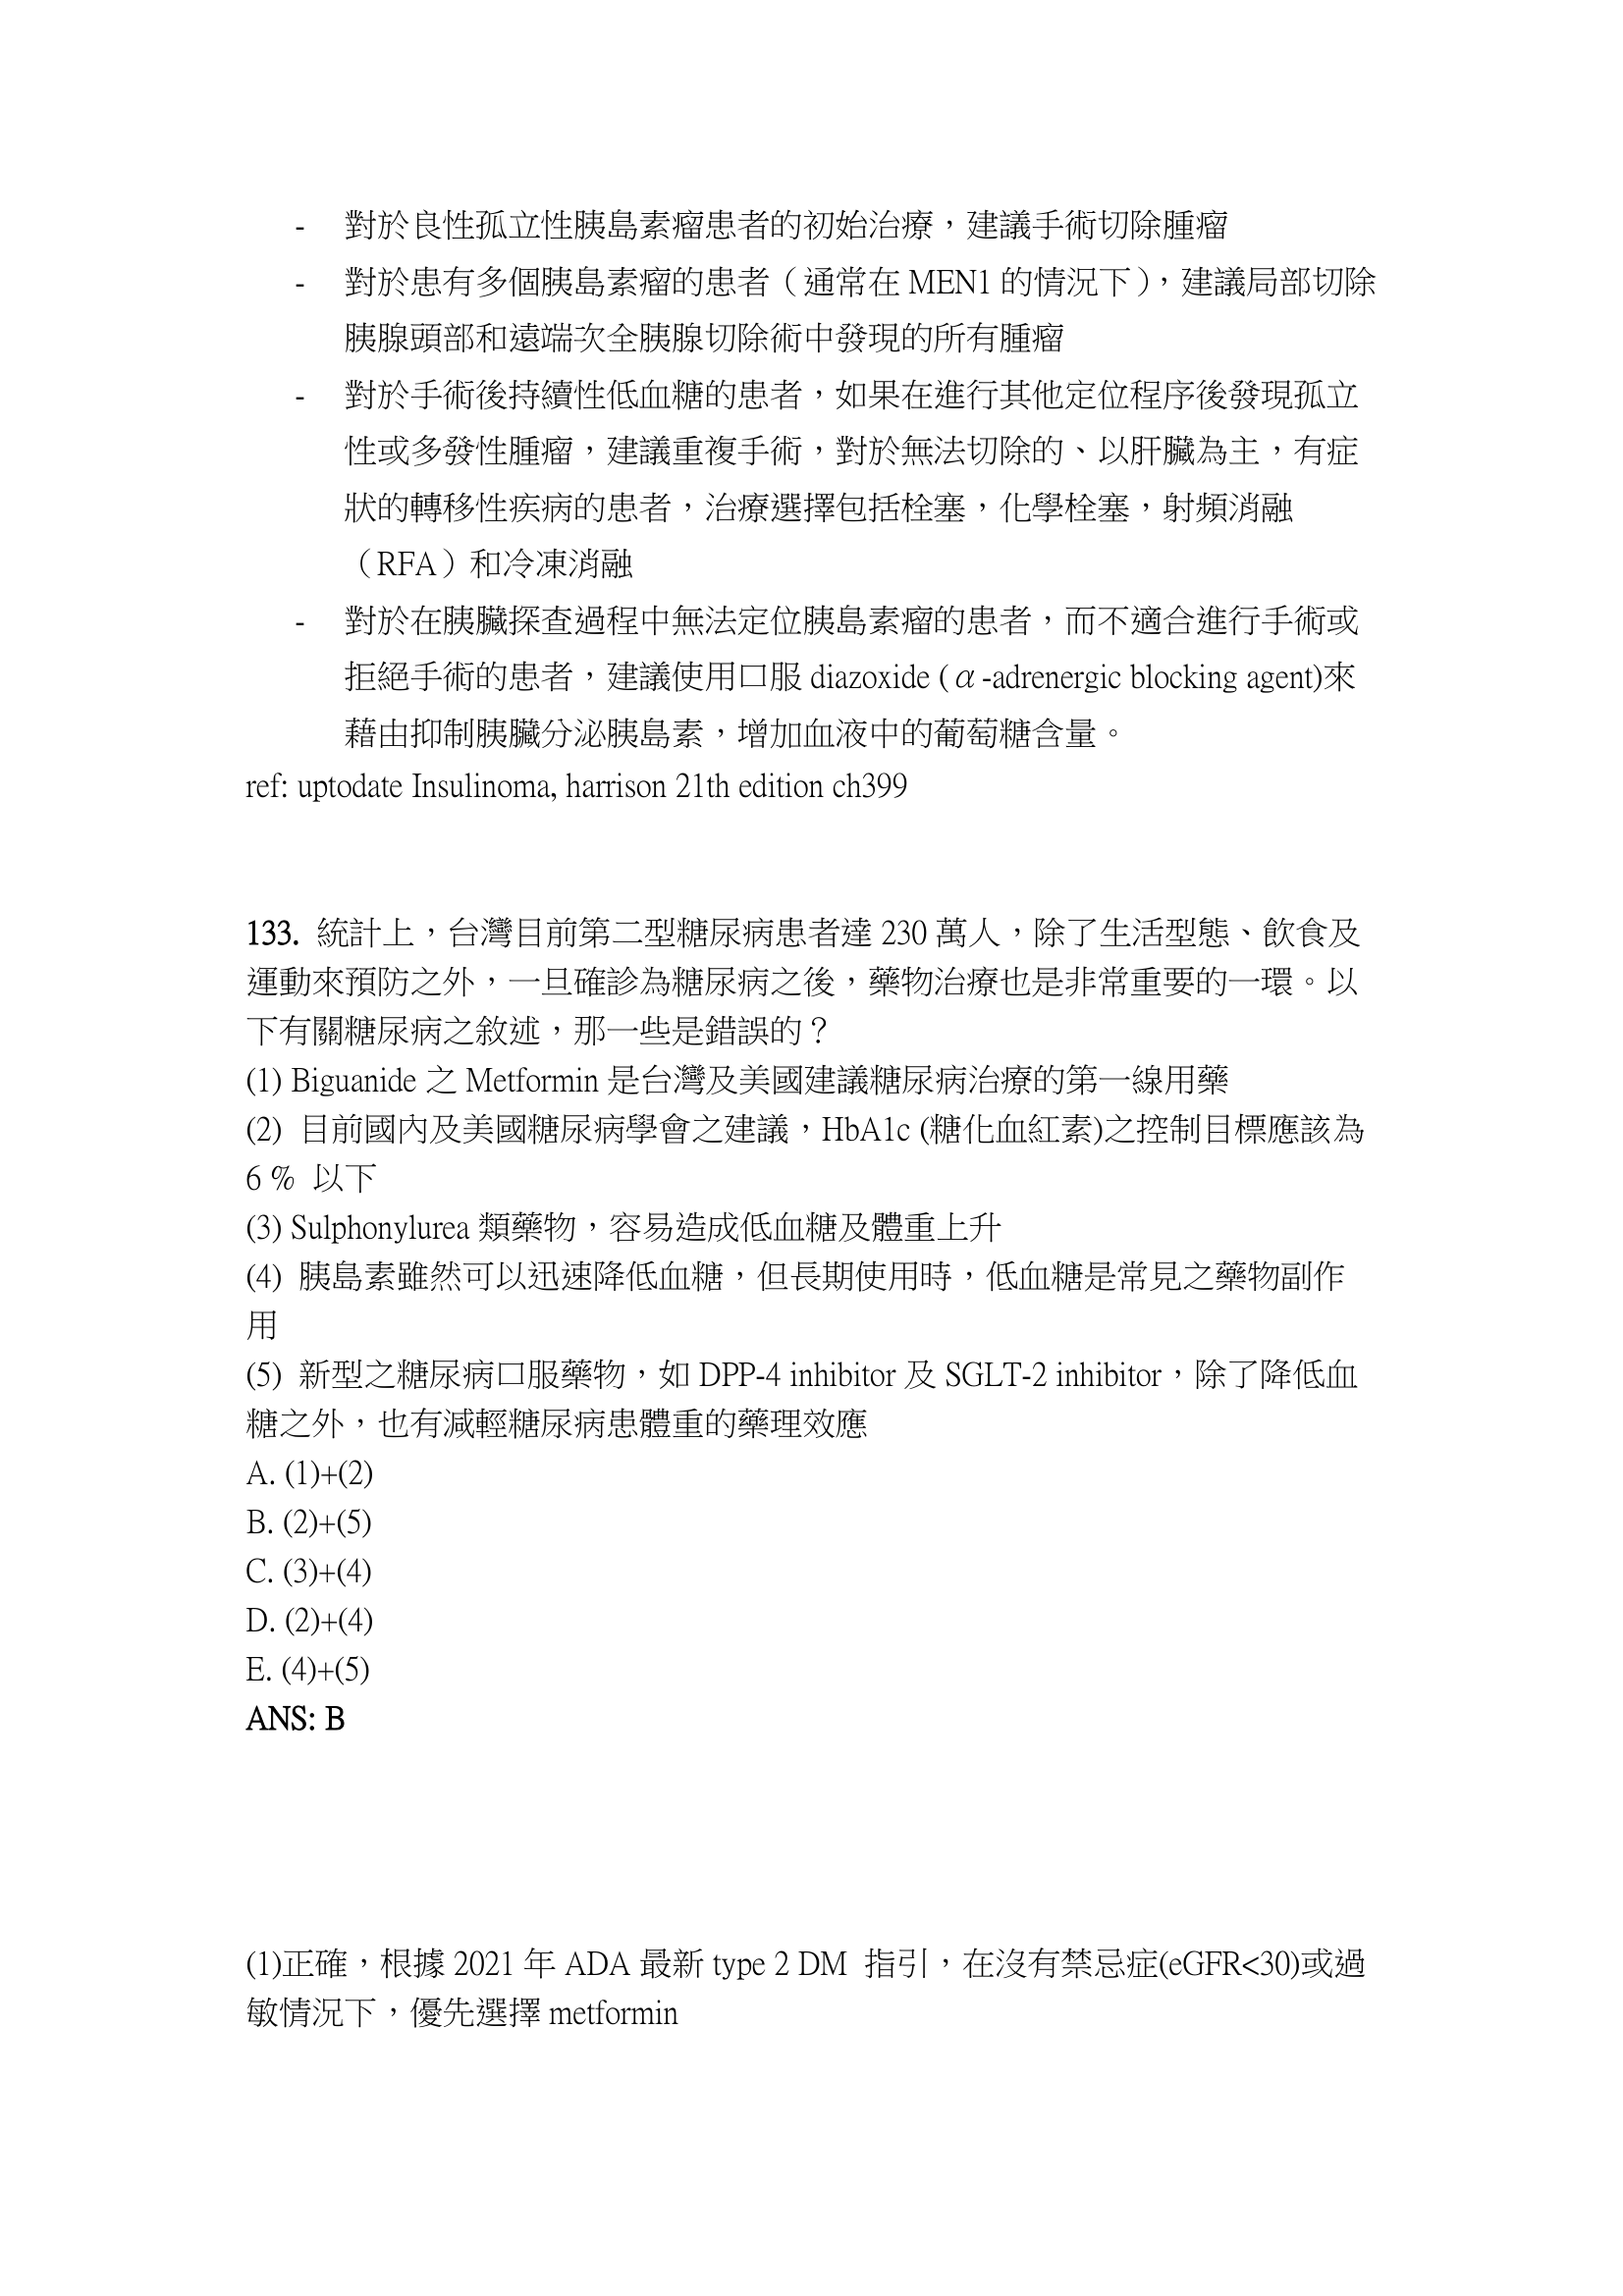 - 對於良性孤立性胰島素瘤患者的初始治療，建議手術切除腫瘤
- 對於患有多個胰島素瘤的患者（通常在 MEN1 的情況下），建議局部切除
胰腺頭部和遠端次全胰腺切除術中發現的所有腫瘤
- 對於手術後持續性低血糖的患者，如果在進行其他定位程序後發現孤立
性或多發性腫瘤，建議重複手術，對於無法切除的、以肝臟為主，有症
狀的轉移性疾病的患者，治療選擇包括栓塞，化學栓塞，射頻消融
（RFA）和冷凍消融
- 對於在胰臟探查過程中無法定位胰島素瘤的患者，而不適合進行手術或
拒絕手術的患者，建議使用口服 diazoxide (α-adrenergic blocking agent)來
藉由抑制胰臟分泌胰島素，增加血液中的葡萄糖含量。
ref: uptodate Insulinoma, harrison 21th edition ch399
133. 統計上，台灣目前第二型糖尿病患者達 230 萬人，除了生活型態、飲食及
運動來預防之外，一旦確診為糖尿病之後，藥物治療也是非常重要的一環。以
下有關糖尿病之敘述，那一些是錯誤的？
(1) Biguanide 之 Metformin 是台灣及美國建議糖尿病治療的第一線用藥
(2) 目前國內及美國糖尿病學會之建議，HbA1c (糖化血紅素)之控制目標應該為
6 % 以下
(3) Sulphonylurea 類藥物，容易造成低血糖及體重上升
(4) 胰島素雖然可以迅速降低血糖，但長期使用時，低血糖是常見之藥物副作
用
(5) 新型之糖尿病口服藥物，如 DPP-4 inhibitor 及 SGLT-2 inhibitor，除了降低血
糖之外，也有減輕糖尿病患體重的藥理效應
A. (1)+(2)
B. (2)+(5)
C. (3)+(4)
D. (2)+(4)
E. (4)+(5)
ANS: B
(1)正確，根據 2021 年 ADA 最新 type 2 DM 指引，在沒有禁忌症(eGFR<30)或過
敏情況下，優先選擇 metformin